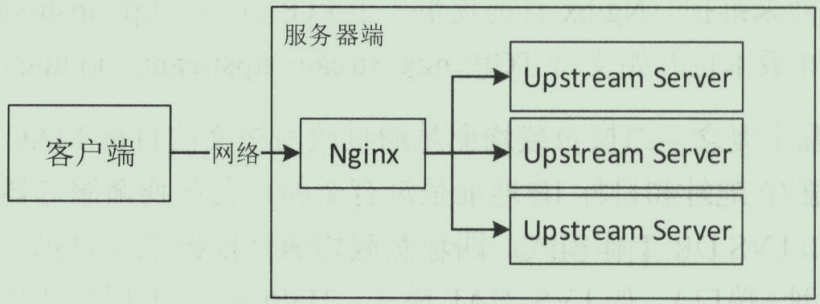 服务器端
Upstream Server
客户端
网络
Nginx
Upstream Server
Upstream Server